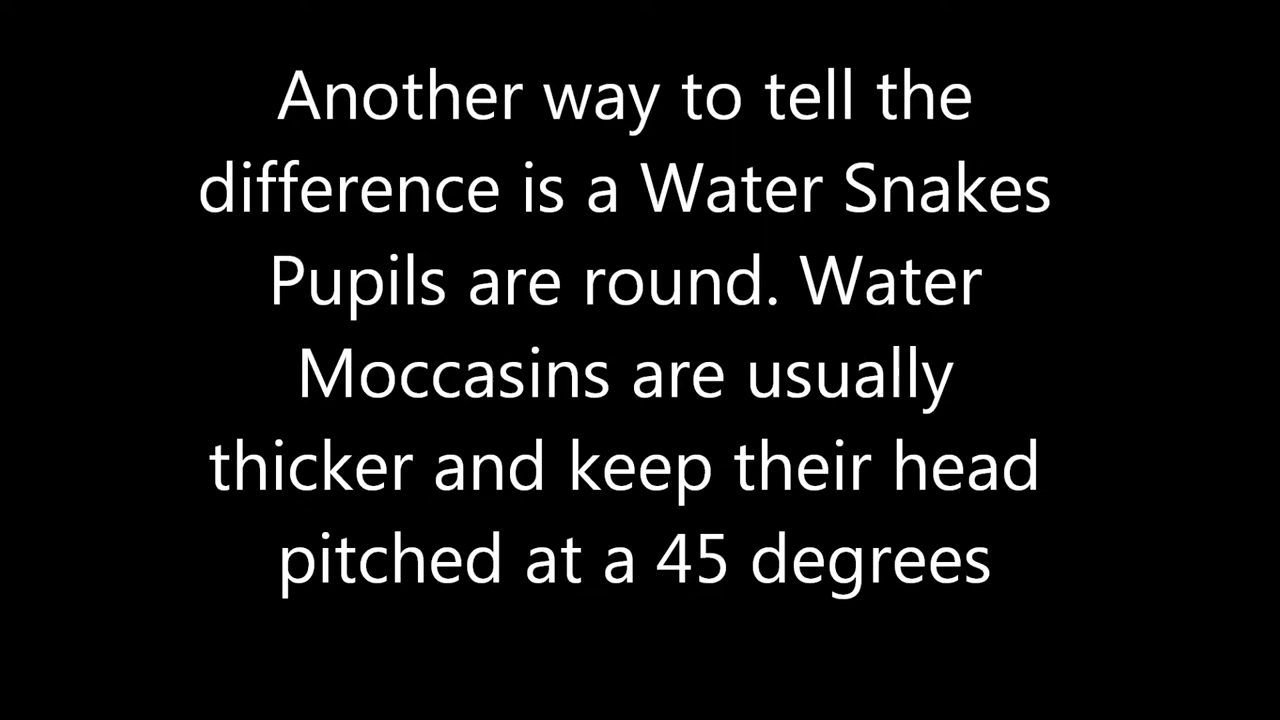 Another way to tell the
difference is a Water Snakes
Pupils are round. Water
Moccasins are usually
thicker and keep their head
pitched at a 45 degrees